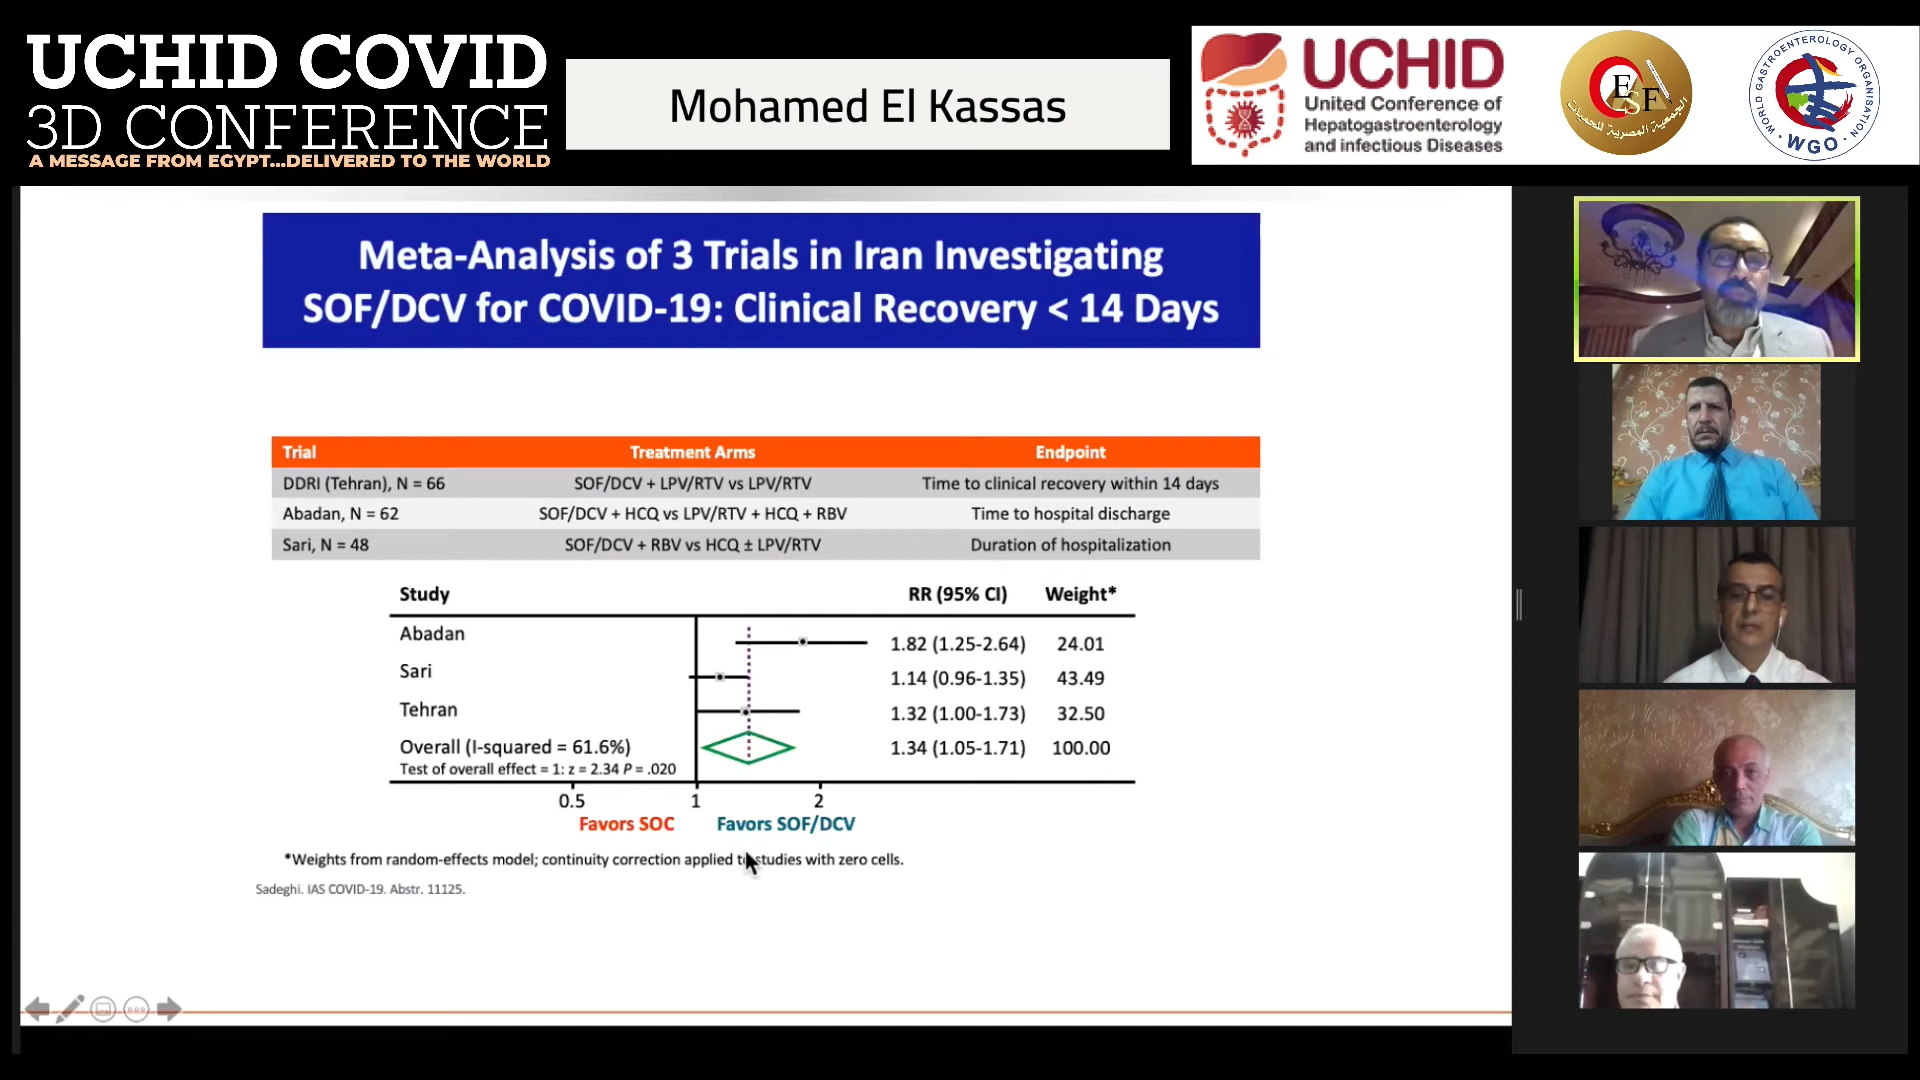 UCHID COVID
3D CONFERENCE
A MESSAGE FROM EGYPT...DELIVERED TO THE WORLD
Mohamed El Kassas
UCHID
United Conference of
Hepatogastroenterology
and infectious Diseases
ESF
الجمعية المصرية للحميات
WORLD GASTROENTEROLOGY ORGANISATION
WGO
Meta-Analysis of 3 Trials in Iran Investigating
SOF/DCV for COVID-19: Clinical Recovery < 14 Days
Trial Treatment Arms Endpoint
DDRI (Tehran), N = 66 SOF/DCV + LPV/RTV vs LPV/RTV Time to clinical recovery within 14 days
Abadan, N = 62 SOF/DCV + HCQ vs LPV/RTV + HCQ + RBV Time to hospital discharge
Sari, N = 48 SOF/DCV + RBV vs HCQ ± LPV/RTV Duration of hospitalization
Study RR (95% CI) Weight*
Abadan 1.82 (1.25-2.64) 24.01
Sari 1.14 (0.96-1.35) 43.49
Tehran 1.32 (1.00-1.73) 32.50
Overall (I-squared = 61.6%) 1.34 (1.05-1.71) 100.00
Test of overall effect = 1: z = 2.34 P = .020
0.5 1 2
Favors SOC Favors SOF/DCV
*Weights from random-effects model; continuity correction applied to studies with zero cells.
Sadeghi. IAS COVID-19. Abstr. 11125.